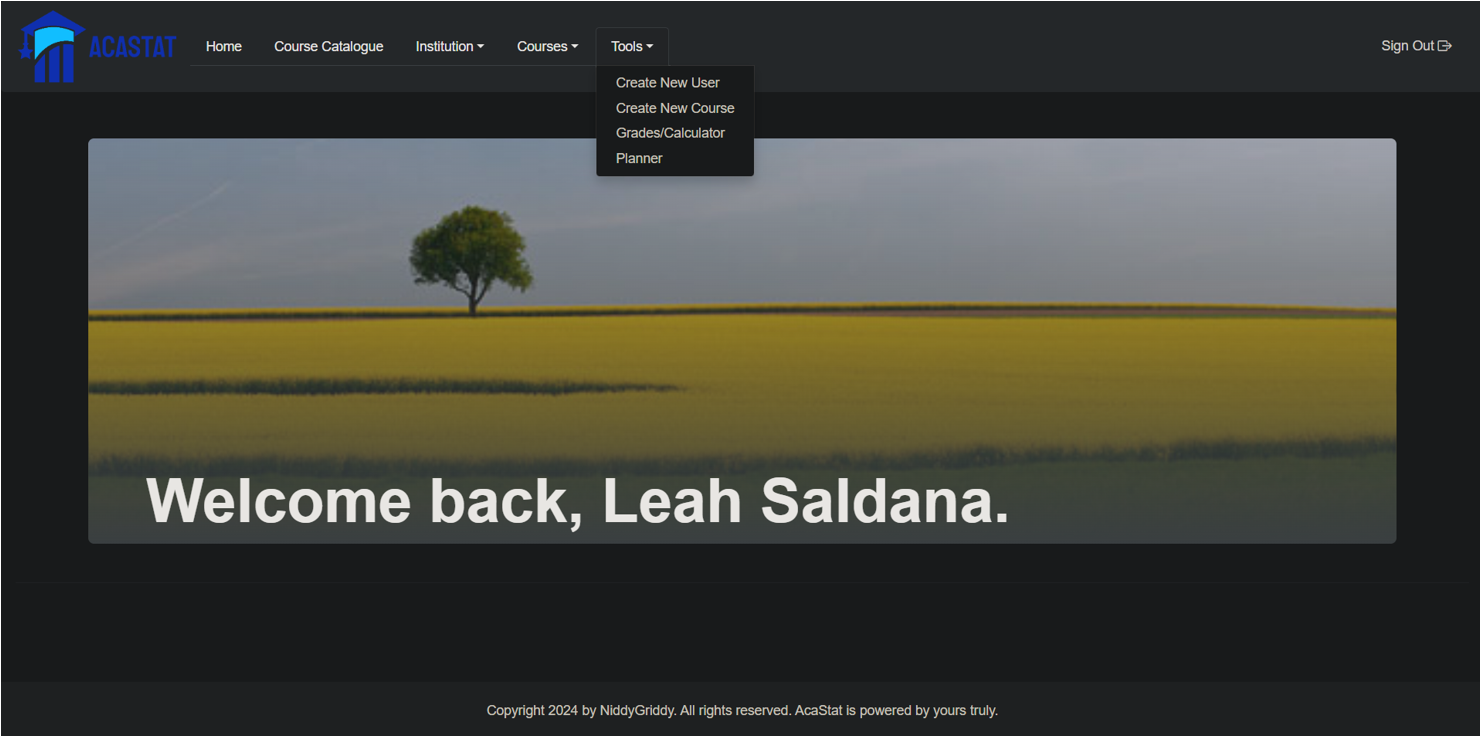 ACASTAT
Home Course Catalogue Institution Courses Tools Sign Out
Create New User
Create New Course
Grades/Calculator
Planner
Welcome back, Leah Saldana.
Copyright 2024 by NiddyGriddy. All rights reserved. AcaStat is powered by yours truly.